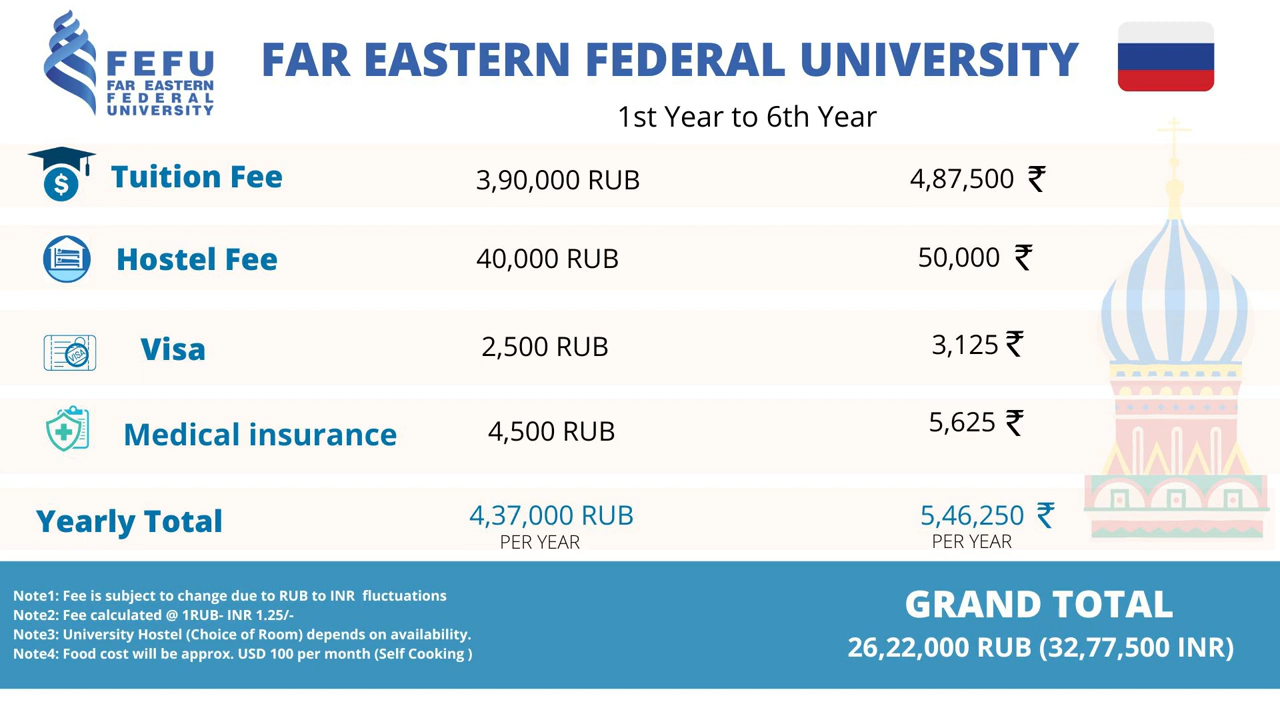 FEFU
FAR EASTERN
FEDERAL
UNIVERSITY
FAR EASTERN FEDERAL UNIVERSITY
1st Year to 6th Year
$
Tuition Fee 3,90,000 RUB 4,87,500 ₹
Hostel Fee 40,000 RUB 50,000 ₹
VISA
Visa 2,500 RUB 3,125 ₹
Medical insurance 4,500 RUB 5,625 ₹
Yearly Total 4,37,000 RUB 5,46,250 ₹
PER YEAR PER YEAR
Note1: Fee is subject to change due to RUB to INR fluctuations
Note2: Fee calculated @ 1RUB- INR 1.25/-
Note3: University Hostel (Choice of Room) depends on availability.
Note4: Food cost will be approx. USD 100 per month (Self Cooking )
GRAND TOTAL
26,22,000 RUB (32,77,500 INR)